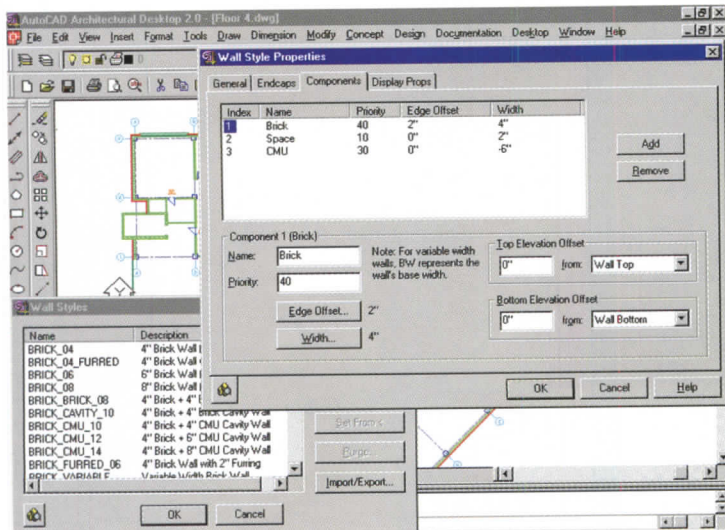 AutoCAD Architectural Desktop 2.0 - [Floor 4.dwg]
File Edit View Insert Format Tools Draw Dimension Modify Concept Design Documentation Desktop Window Help
Wall Style Properties
General Endcaps Components Display Props
Index Name Priority Edge Offset Width
1 Brick 40 2" 4"
2 Space 10 0" 2"
3 CMU 30 0" -6"
Add
Remove
Component 1 (Brick)
Name: Brick
Priority: 40
Note: For variable width
walls, BW represents the
wall's base width.
Edge Offset... 2"
Width... 4"
Top Elevation Offset
0" from: Wall Top
Bottom Elevation Offset
0" from: Wall Bottom
OK Cancel Help
Wall Styles
Name Description
BRICK_04 4" Brick Wall
BRICK_04_FURRED 4" Brick Wall
BRICK_06 6" Brick Wall
BRICK_08 8" Brick Wall
BRICK_BRICK_08 4" Brick + 4"
BRICK_CAVITY_10 4" Brick + 4" Brick Cavity Wall
BRICK_CMU_10 4" Brick + 4" CMU Cavity Wall
BRICK_CMU_12 4" Brick + 6" CMU Cavity Wall
BRICK_CMU_14 4" Brick + 8" CMU Cavity Wall
BRICK_FURRED_06 4" Brick Wall with 2" Furring
BRICK_VARIABLE Variable Width Brick Wall
Purge...
Import/Export...
OK Cancel